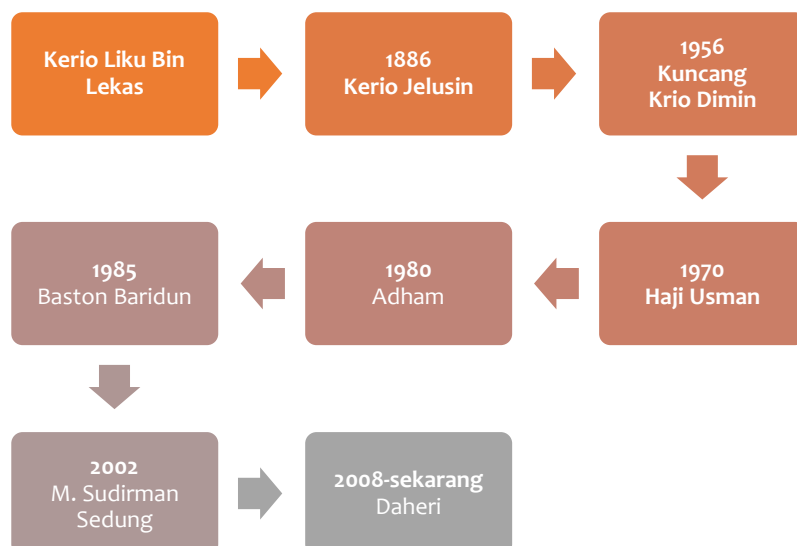 Kerio Liku Bin
Lekas
1886
Kerio Jelusin
1956
Kuncang
Krio Dimin
1970
Haji Usman
1980
Adham
1985
Baston Baridun
2002
M. Sudirman
Sedung
2008-sekarang
Daheri